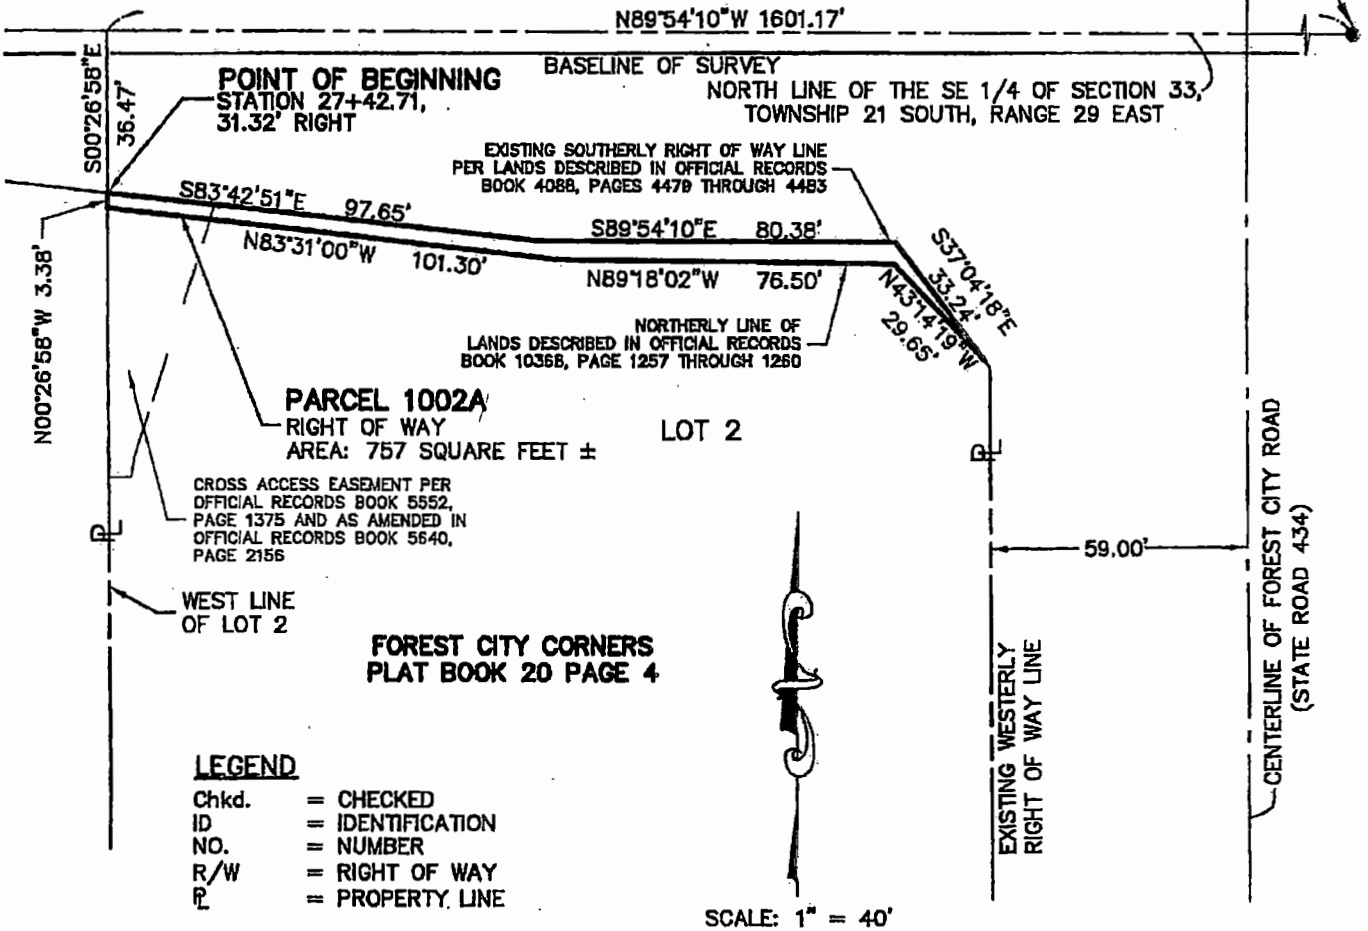 N89°54'10"W 1601.17'
BASELINE OF SURVEY
NORTH LINE OF THE SE 1/4 OF SECTION 33,
TOWNSHIP 21 SOUTH, RANGE 29 EAST
S00°26'58"E
36.47'
POINT OF BEGINNING
STATION 27+42.71,
31.32' RIGHT
EXISTING SOUTHERLY RIGHT OF WAY LINE
PER LANDS DESCRIBED IN OFFICIAL RECORDS
BOOK 4088, PAGES 4479 THROUGH 4483
S83°42'51"E 97.65'
S89°54'10"E 80.38'
S37°04'18"E
33.24'
N83°31'00"W 101.30'
N89°18'02"W 76.50'
N43°14'19"W
29.65'
N00°26'58"W 3.38'
NORTHERLY LINE OF
LANDS DESCRIBED IN OFFICIAL RECORDS
BOOK 10368, PAGE 1257 THROUGH 1260
PARCEL 1002A
RIGHT OF WAY
AREA: 757 SQUARE FEET ±
LOT 2
CROSS ACCESS EASEMENT PER
OFFICIAL RECORDS BOOK 5552,
PAGE 1375 AND AS AMENDED IN
OFFICIAL RECORDS BOOK 5640,
PAGE 2156
PL
PL
59.00'
WEST LINE
OF LOT 2
FOREST CITY CORNERS
PLAT BOOK 20 PAGE 4
EXISTING WESTERLY
RIGHT OF WAY LINE
CENTERLINE OF FOREST CITY ROAD
(STATE ROAD 434)
LEGEND
Chkd. = CHECKED
ID = IDENTIFICATION
NO. = NUMBER
R/W = RIGHT OF WAY
PL = PROPERTY LINE
SCALE: 1" = 40'